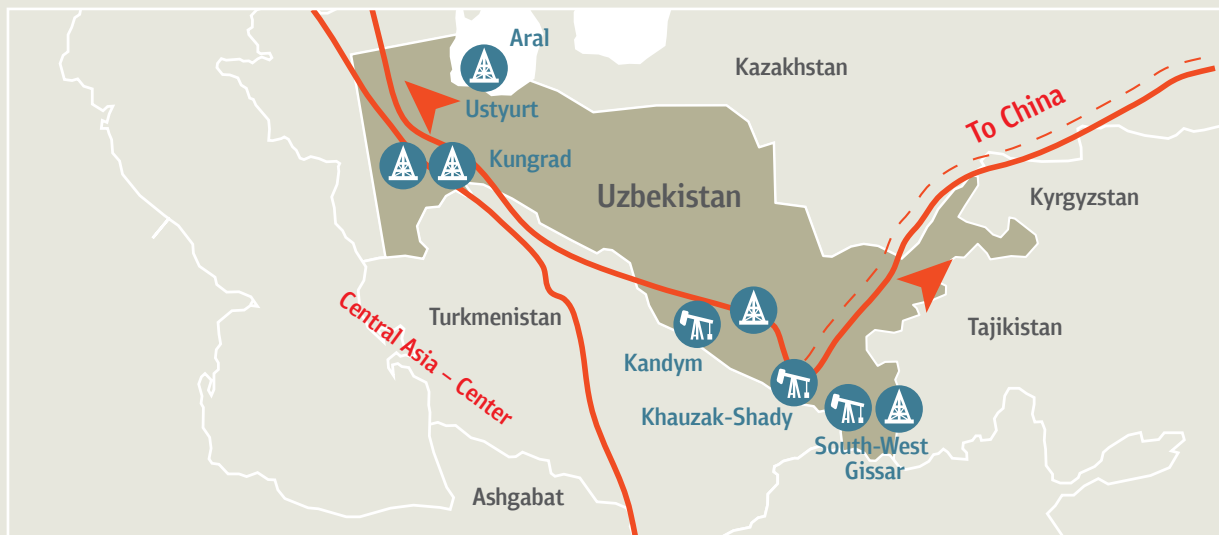 Aral
Kazakhstan
Ustyurt
To China
Kungrad
Uzbekistan
Kyrgyzstan
Central Asia – Center
Turkmenistan
Tajikistan
Kandym
Khauzak-Shady
South-West
Gissar
Ashgabat